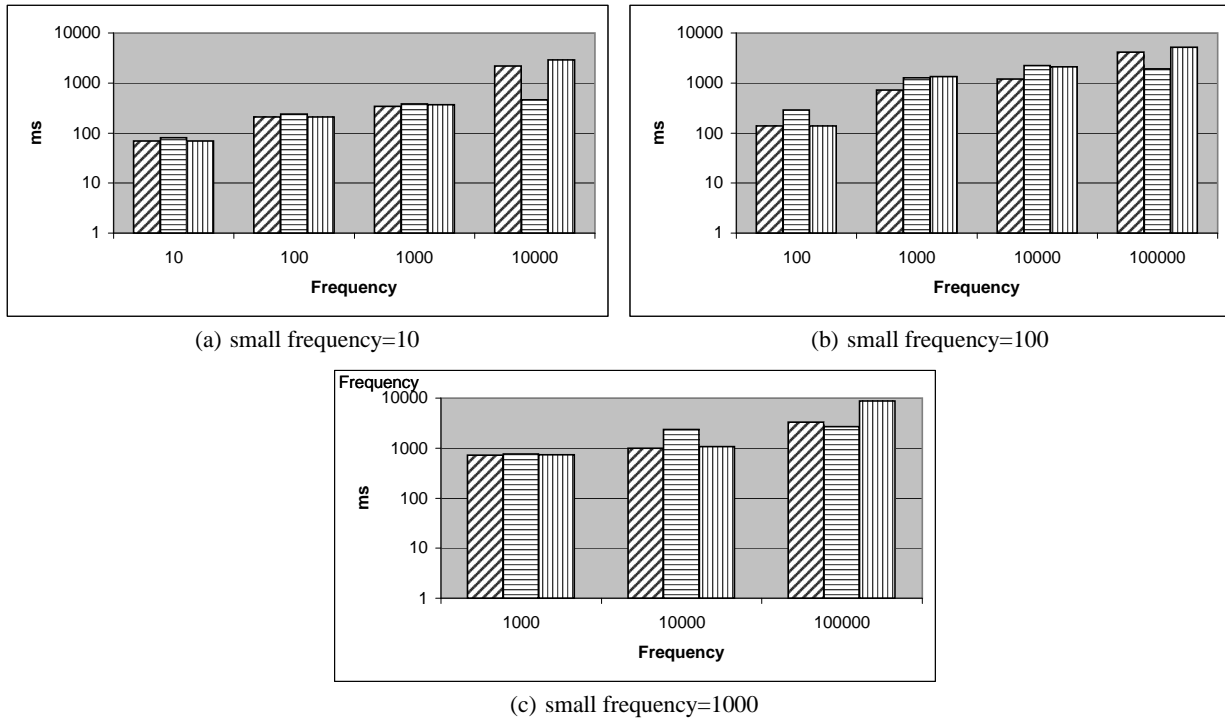 10000
1000
100
10
1
ms
10 100 1000 10000
Frequency
(a) small frequency=10
10000
1000
100
10
1
ms
100 1000 10000 100000
Frequency
(b) small frequency=100
Frequency
10000
1000
100
10
1
ms
1000 10000 100000
Frequency
(c) small frequency=1000